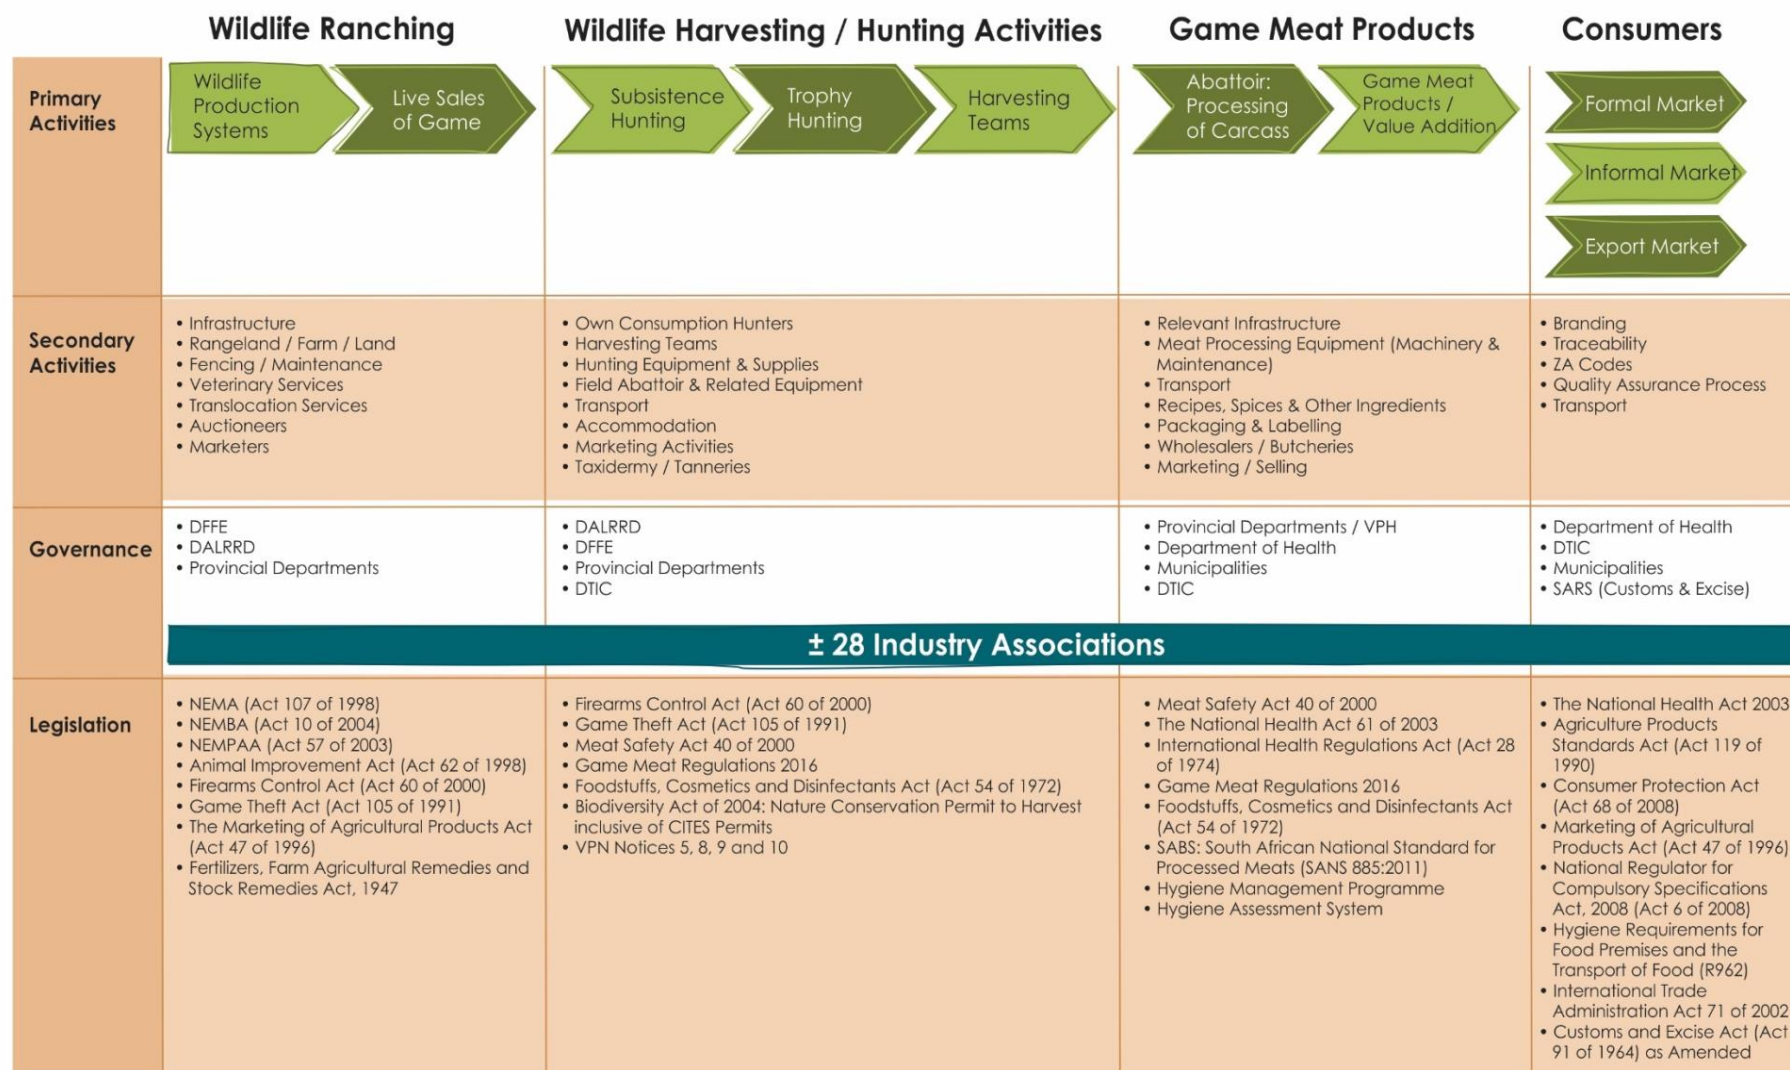 Wildlife Ranching
Wildlife Harvesting / Hunting Activities
Game Meat Products
Consumers
Primary
Activities
Wildlife
Production
Systems
Live Sales
of Game
Subsistence
Hunting
Trophy
Hunting
Harvesting
Teams
Abattoir:
Processing
of Carcass
Game Meat
Products /
Value Addition
Formal Market
Informal Market
Export Market
Secondary
Activities
• Infrastructure
• Rangeland / Farm / Land
• Fencing / Maintenance
• Veterinary Services
• Translocation Services
• Auctioneers
• Marketers
• Own Consumption Hunters
• Harvesting Teams
• Hunting Equipment & Supplies
• Field Abattoir & Related Equipment
• Transport
• Accommodation
• Marketing Activities
• Taxidermy / Tanneries
• Relevant Infrastructure
• Meat Processing Equipment (Machinery &
Maintenance)
• Transport
• Recipes, Spices & Other Ingredients
• Packaging & Labelling
• Wholesalers / Butcheries
• Marketing / Selling
• Branding
• Traceability
• ZA Codes
• Quality Assurance Process
• Transport
Governance
• DFFE
• DALRRD
• Provincial Departments
• DALRRD
• DFFE
• Provincial Departments
• DTIC
• Provincial Departments / VPH
• Department of Health
• Municipalities
• DTIC
• Department of Health
• DTIC
• Municipalities
• SARS (Customs & Excise)
± 28 Industry Associations
Legislation
• NEMA (Act 107 of 1998)
• NEMBA (Act 10 of 2004)
• NEMPAA (Act 57 of 2003)
• Animal Improvement Act (Act 62 of 1998)
• Firearms Control Act (Act 60 of 2000)
• Game Theft Act (Act 105 of 1991)
• The Marketing of Agricultural Products Act
(Act 47 of 1996)
• Fertilizers, Farm Agricultural Remedies and
Stock Remedies Act, 1947
• Firearms Control Act (Act 60 of 2000)
• Game Theft Act (Act 105 of 1991)
• Meat Safety Act 40 of 2000
• Game Meat Regulations 2016
• Foodstuffs, Cosmetics and Disinfectants Act (Act 54 of 1972)
• Biodiversity Act of 2004: Nature Conservation Permit to Harvest
inclusive of CITES Permits
• VPN Notices 5, 8, 9 and 10
• Meat Safety Act 40 of 2000
• The National Health Act 61 of 2003
• International Health Regulations Act (Act 28
of 1974)
• Game Meat Regulations 2016
• Foodstuffs, Cosmetics and Disinfectants Act
(Act 54 of 1972)
• SABS: South African National Standard for
Processed Meats (SANS 885:2011)
• Hygiene Management Programme
• Hygiene Assessment System
• The National Health Act 2003
• Agriculture Products
Standards Act (Act 119 of
1990)
• Consumer Protection Act
(Act 68 of 2008)
• Marketing of Agricultural
Products Act (Act 47 of 1996)
• National Regulator for
Compulsory Specifications
Act, 2008 (Act 6 of 2008)
• Hygiene Requirements for
Food Premises and the
Transport of Food (R962)
• International Trade
Administration Act 71 of 2002
• Customs and Excise Act (Act
91 of 1964) as Amended